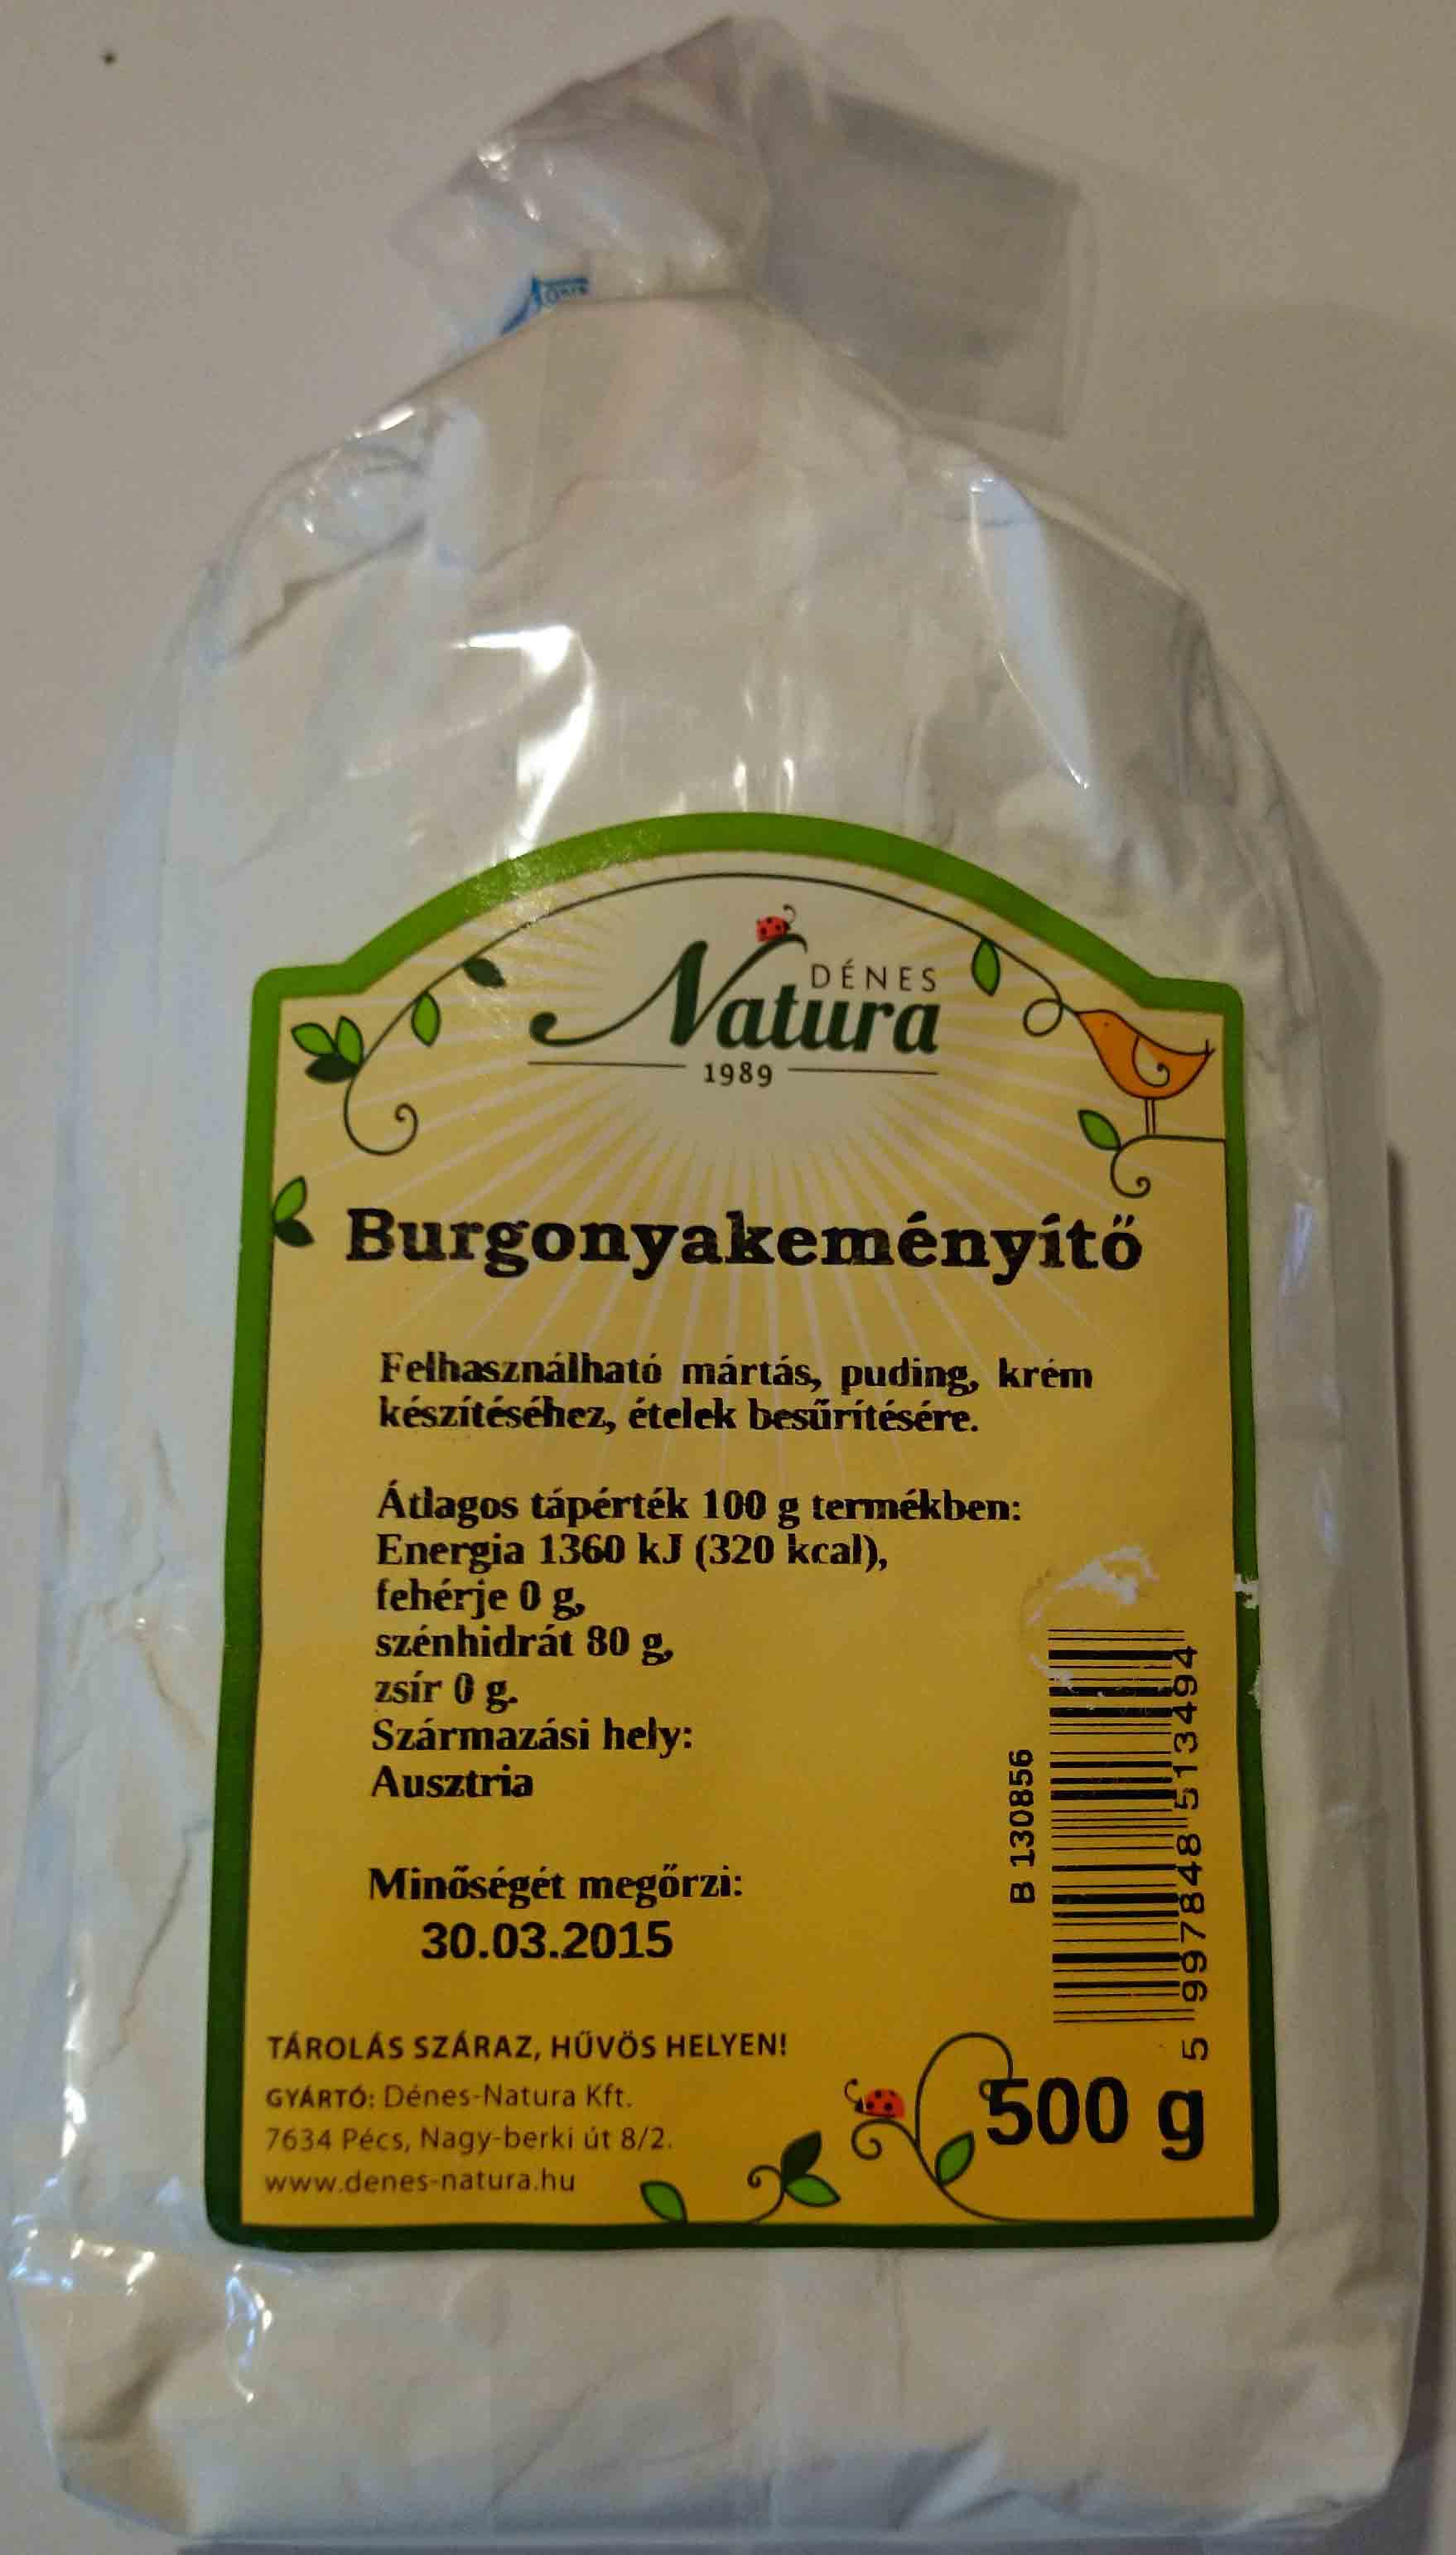 DÉNES
Natura
1989
Burgonyakeményítő
Felhasználható mártás, puding, krém
készítéséhez, ételek besűrítésére.
Átlagos tápérték 100 g termékben:
Energia 1360 kJ (320 kcal),
fehérje 0 g,
szénhidrát 80 g,
zsír 0 g.
Származási hely:
Ausztria
Minőségét megőrzi:
30.03.2015
B 130856
5 997848 513494
TÁROLÁS SZÁRAZ, HŰVÖS HELYEN!
GYÁRTÓ: Dénes-Natura Kft.
7634 Pécs, Nagy-berki út 8/2.
www.denes-natura.hu
500 g